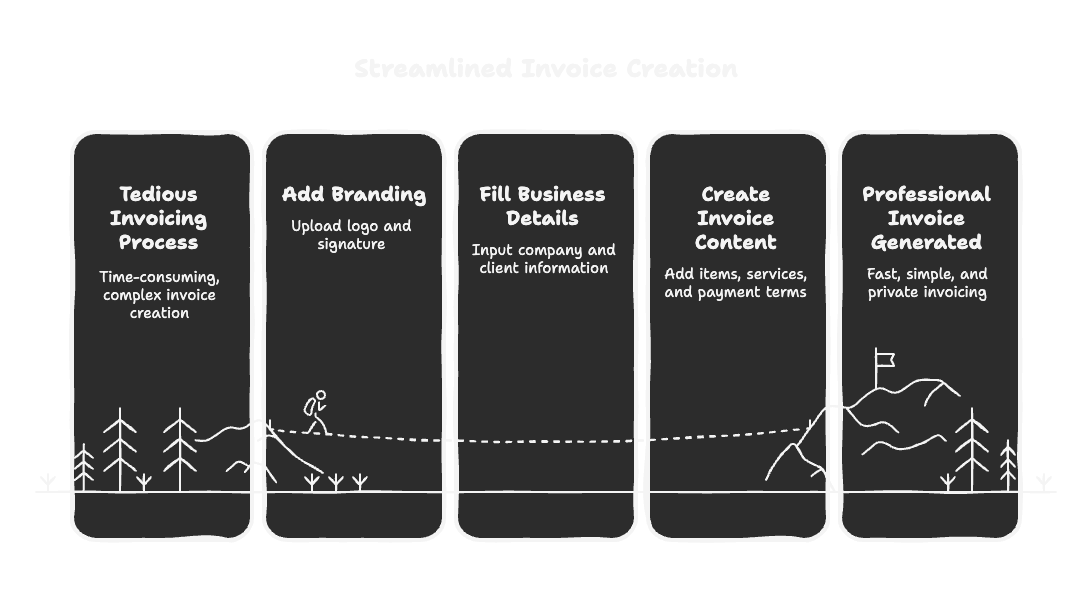 Streamlined Invoice Creation
Tedious
Invoicing
Process
Time-consuming,
complex invoice
creation
Add Branding
Upload logo and
signature
Fill Business
Details
Input company and
client information
Create
Invoice
Content
Add items, services,
and payment terms
Professional
Invoice
Generated
Fast, simple, and
private invoicing